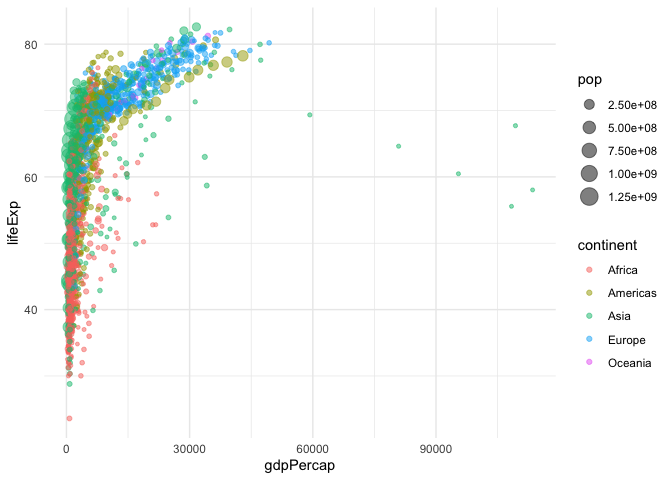 80
60
40
lifeExp
0
30000
60000
90000
gdpPercap
pop
2.50e+08
5.00e+08
7.50e+08
1.00e+09
1.25e+09
continent
Africa
Americas
Asia
Europe
Oceania